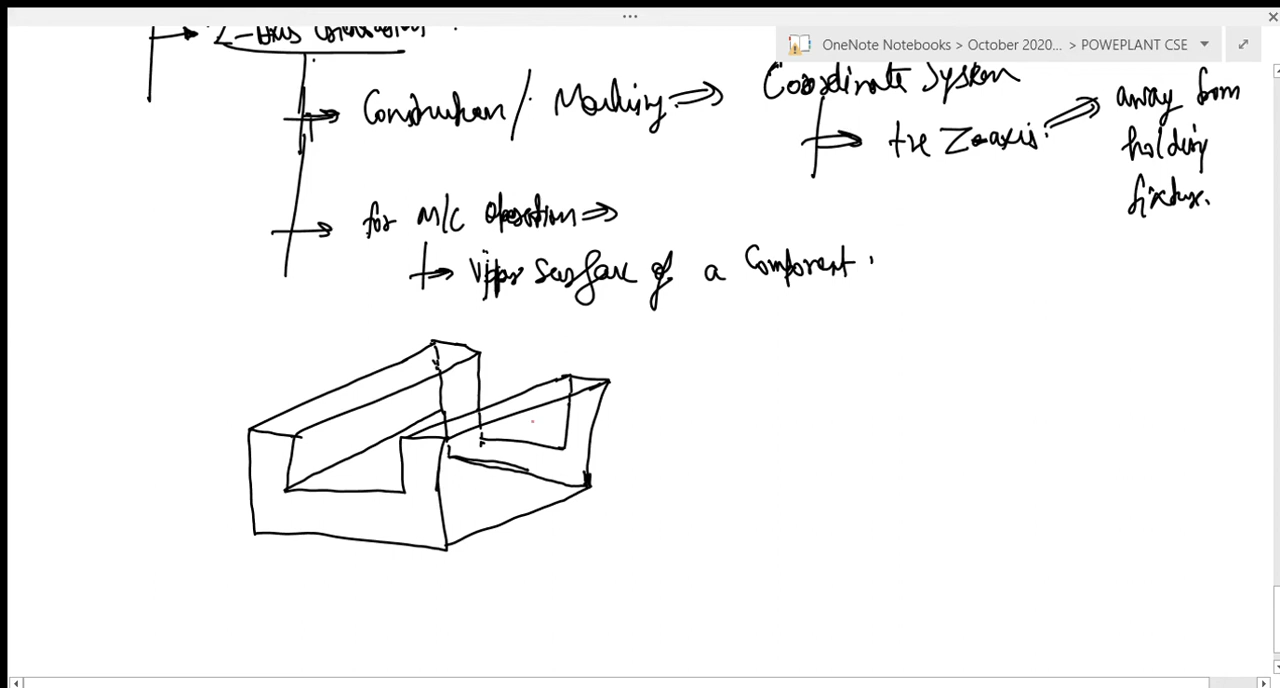 OneNote Notebooks > October 2020... > POWEPLANT CSE
Z-axis
Construction / Marking => Coordinate System
+ve Z-axis. => away from
holding
fixture.
for M/C operation =>
Upper Surface of a Component.